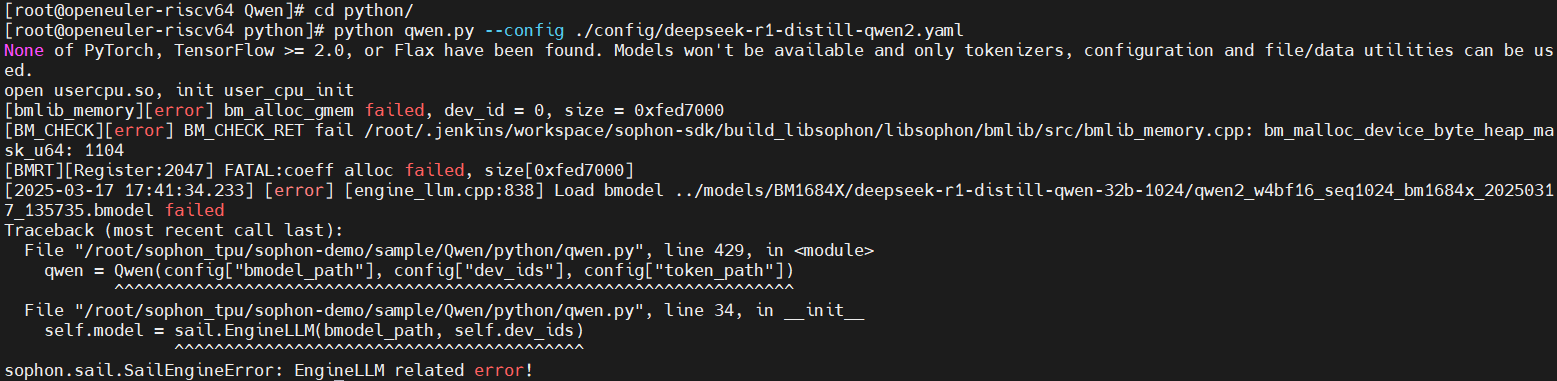 [root@openeuler-riscv64 Qwen]# cd python/
[root@openeuler-riscv64 python]# python qwen.py --config ./config/deepseek-r1-distill-qwen2.yaml
None of PyTorch, TensorFlow >= 2.0, or Flax have been found. Models won't be available and only tokenizers, configuration and file/data utilities can be us
ed.
open usercpu.so, init user_cpu_init
[bmlib_memory][error] bm_alloc_gmem failed, dev_id = 0, size = 0xfed7000
[BM_CHECK][error] BM_CHECK_RET fail /root/.jenkins/workspace/sophon-sdk/build_libsophon/libsophon/bmlib/src/bmlib_memory.cpp: bm_malloc_device_byte_heap_ma
sk_u64: 1104
[BMRT][Register:2047] FATAL:coeff alloc failed, size[0xfed7000]
[2025-03-17 17:41:34.233] [error] [engine_llm.cpp:838] Load bmodel ../models/BM1684X/deepseek-r1-distill-qwen-32b-1024/qwen2_w4bf16_seq1024_bm1684x_2025031
7_135735.bmodel failed
Traceback (most recent call last):
  File "/root/sophon_tpu/sophon-demo/sample/Qwen/python/qwen.py", line 429, in <module>
    qwen = Qwen(config["bmodel_path"], config["dev_ids"], config["token_path"])
           ^^^^^^^^^^^^^^^^^^^^^^^^^^^^^^^^^^^^^^^^^^^^^^^^^^^^^^^^^^^^^^^^^^^^
  File "/root/sophon_tpu/sophon-demo/sample/Qwen/python/qwen.py", line 34, in __init__
    self.model = sail.EngineLLM(bmodel_path, self.dev_ids)
                 ^^^^^^^^^^^^^^^^^^^^^^^^^^^^^^^^^^^^^^^^^
sophon.sail.SailEngineError: EngineLLM related error!